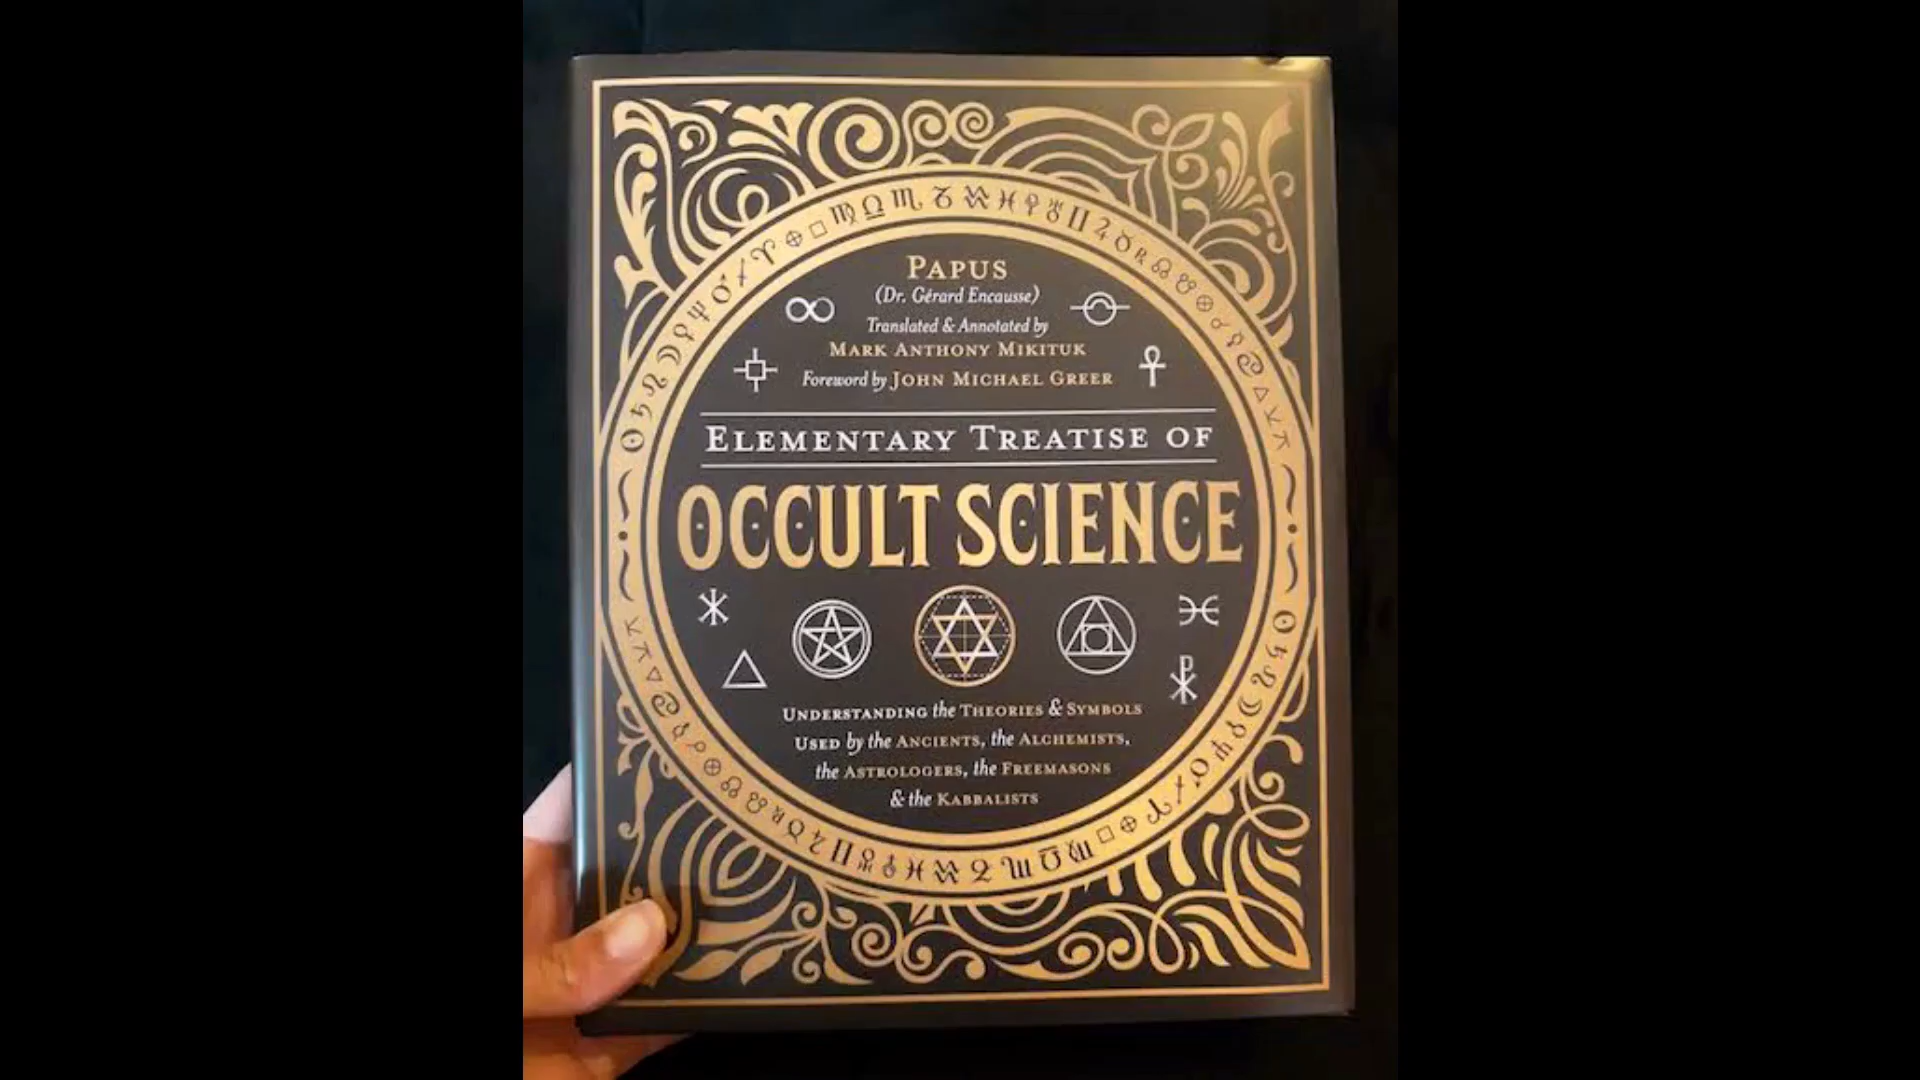 PAPUS
(Dr. Gérard Encausse)
Translated & Annotated by
MARK ANTHONY MIKITUK
Foreword by JOHN MICHAEL GREER
ELEMENTARY TREATISE OF
OCCULT SCIENCE
UNDERSTANDING the THEORIES & SYMBOLS
USED by the ANCIENTS, the ALCHEMISTS,
the ASTROLOGERS, the FREEMASONS
& the KABBALISTS